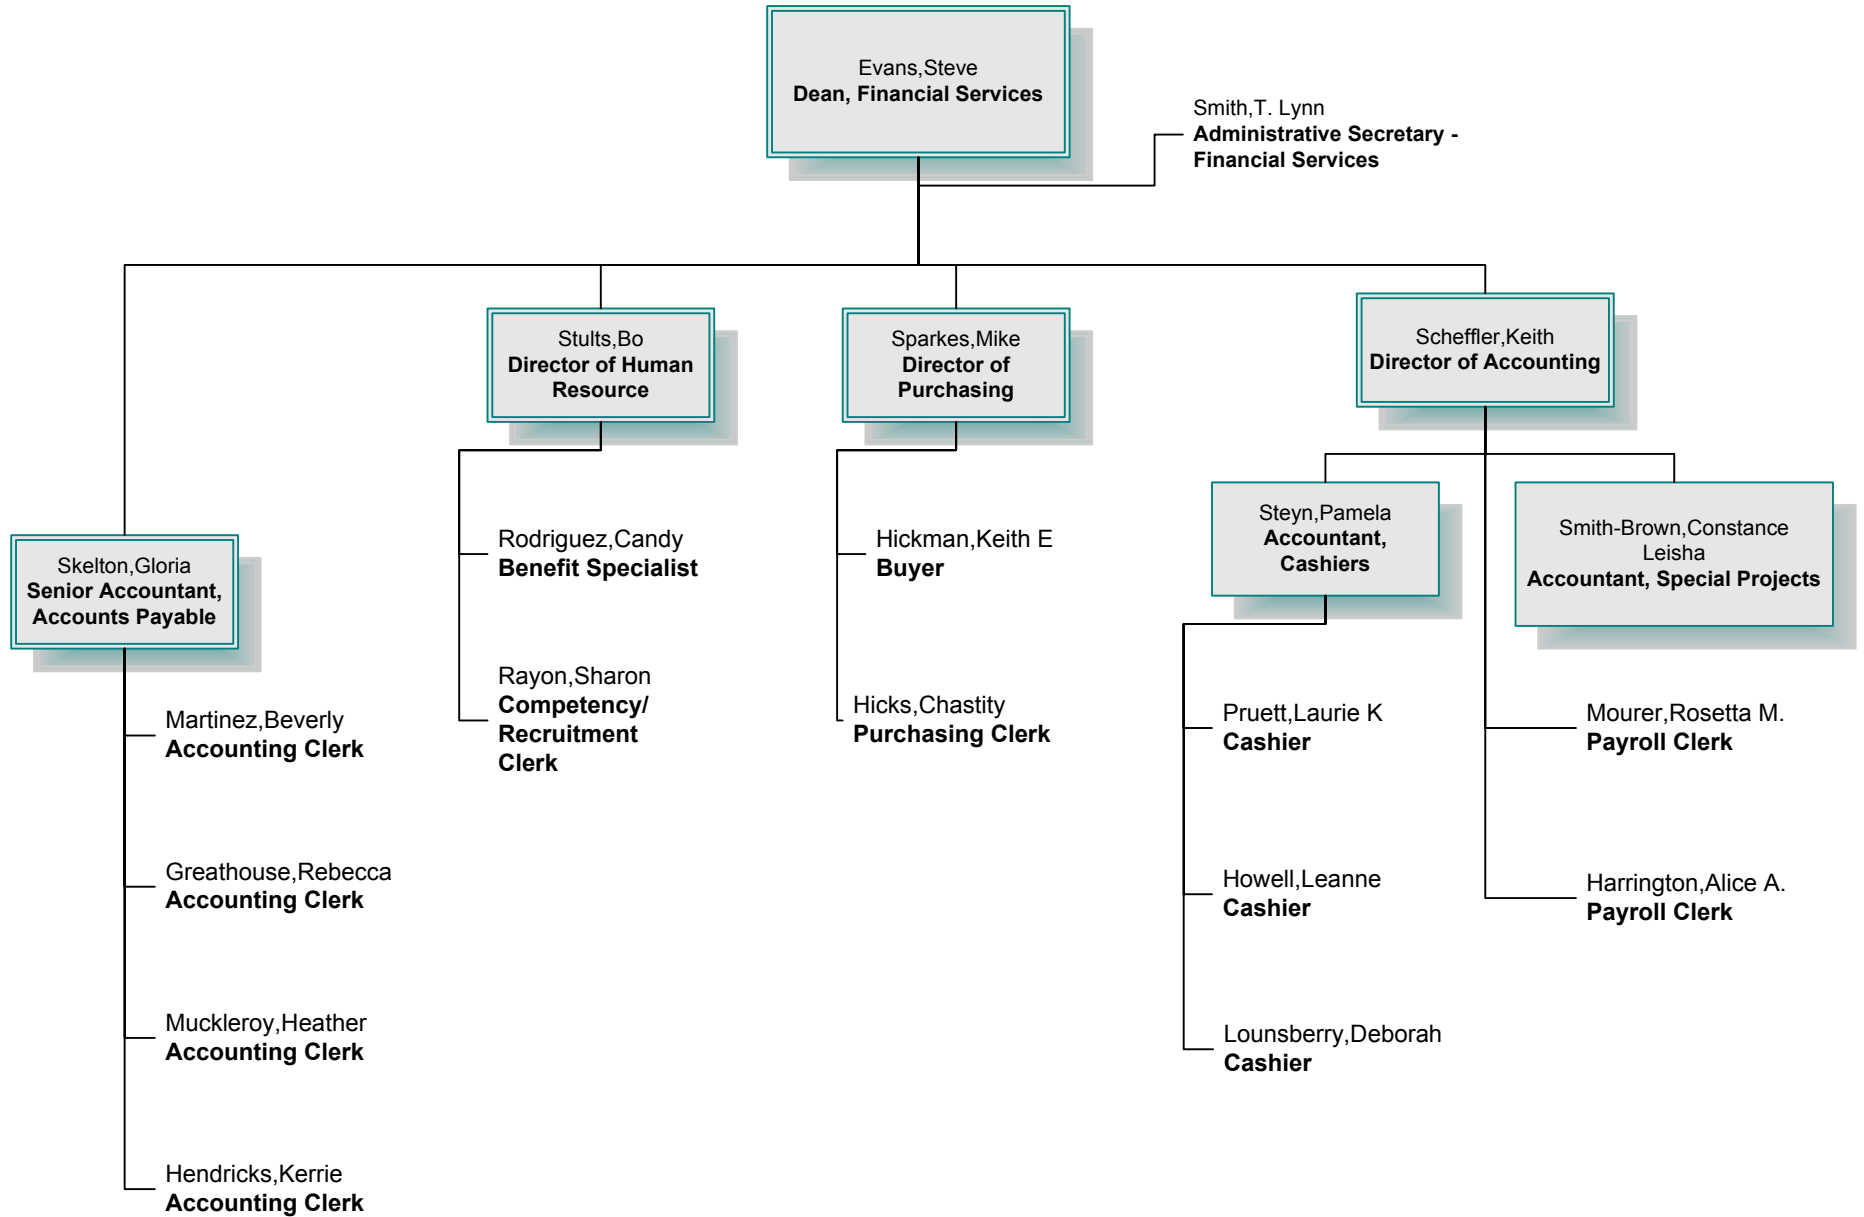 Evans,Steve
Dean, Financial Services
Smith,T. Lynn
Administrative Secretary -
Financial Services
Stults,Bo
Director of Human
Resource
Sparkes,Mike
Director of
Purchasing
Scheffler,Keith
Director of Accounting
Skelton,Gloria
Senior Accountant,
Accounts Payable
Rodriguez,Candy
Benefit Specialist
Hickman,Keith E
Buyer
Steyn,Pamela
Accountant,
Cashiers
Smith-Brown,Constance
Leisha
Accountant, Special Projects
Martinez,Beverly
Accounting Clerk
Rayon,Sharon
Competency/
Recruitment
Clerk
Hicks,Chastity
Purchasing Clerk
Pruett,Laurie K
Cashier
Mourer,Rosetta M.
Payroll Clerk
Greathouse,Rebecca
Accounting Clerk
Howell,Leanne
Cashier
Harrington,Alice A.
Payroll Clerk
Muckleroy,Heather
Accounting Clerk
Lounsberry,Deborah
Cashier
Hendricks,Kerrie
Accounting Clerk